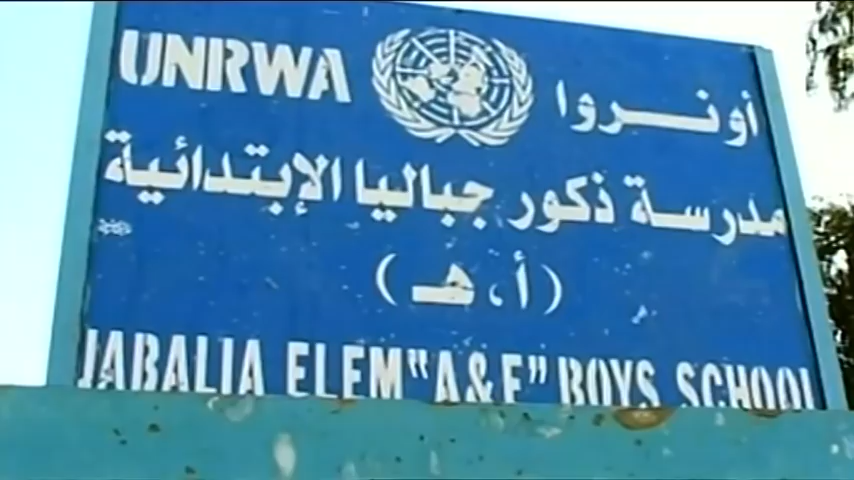 UNRWA أونروا
مدرسة ذكور جباليا الإبتدائية
( أ ، هـ )
JABALIA ELEM "A&E" BOYS SCHOOL